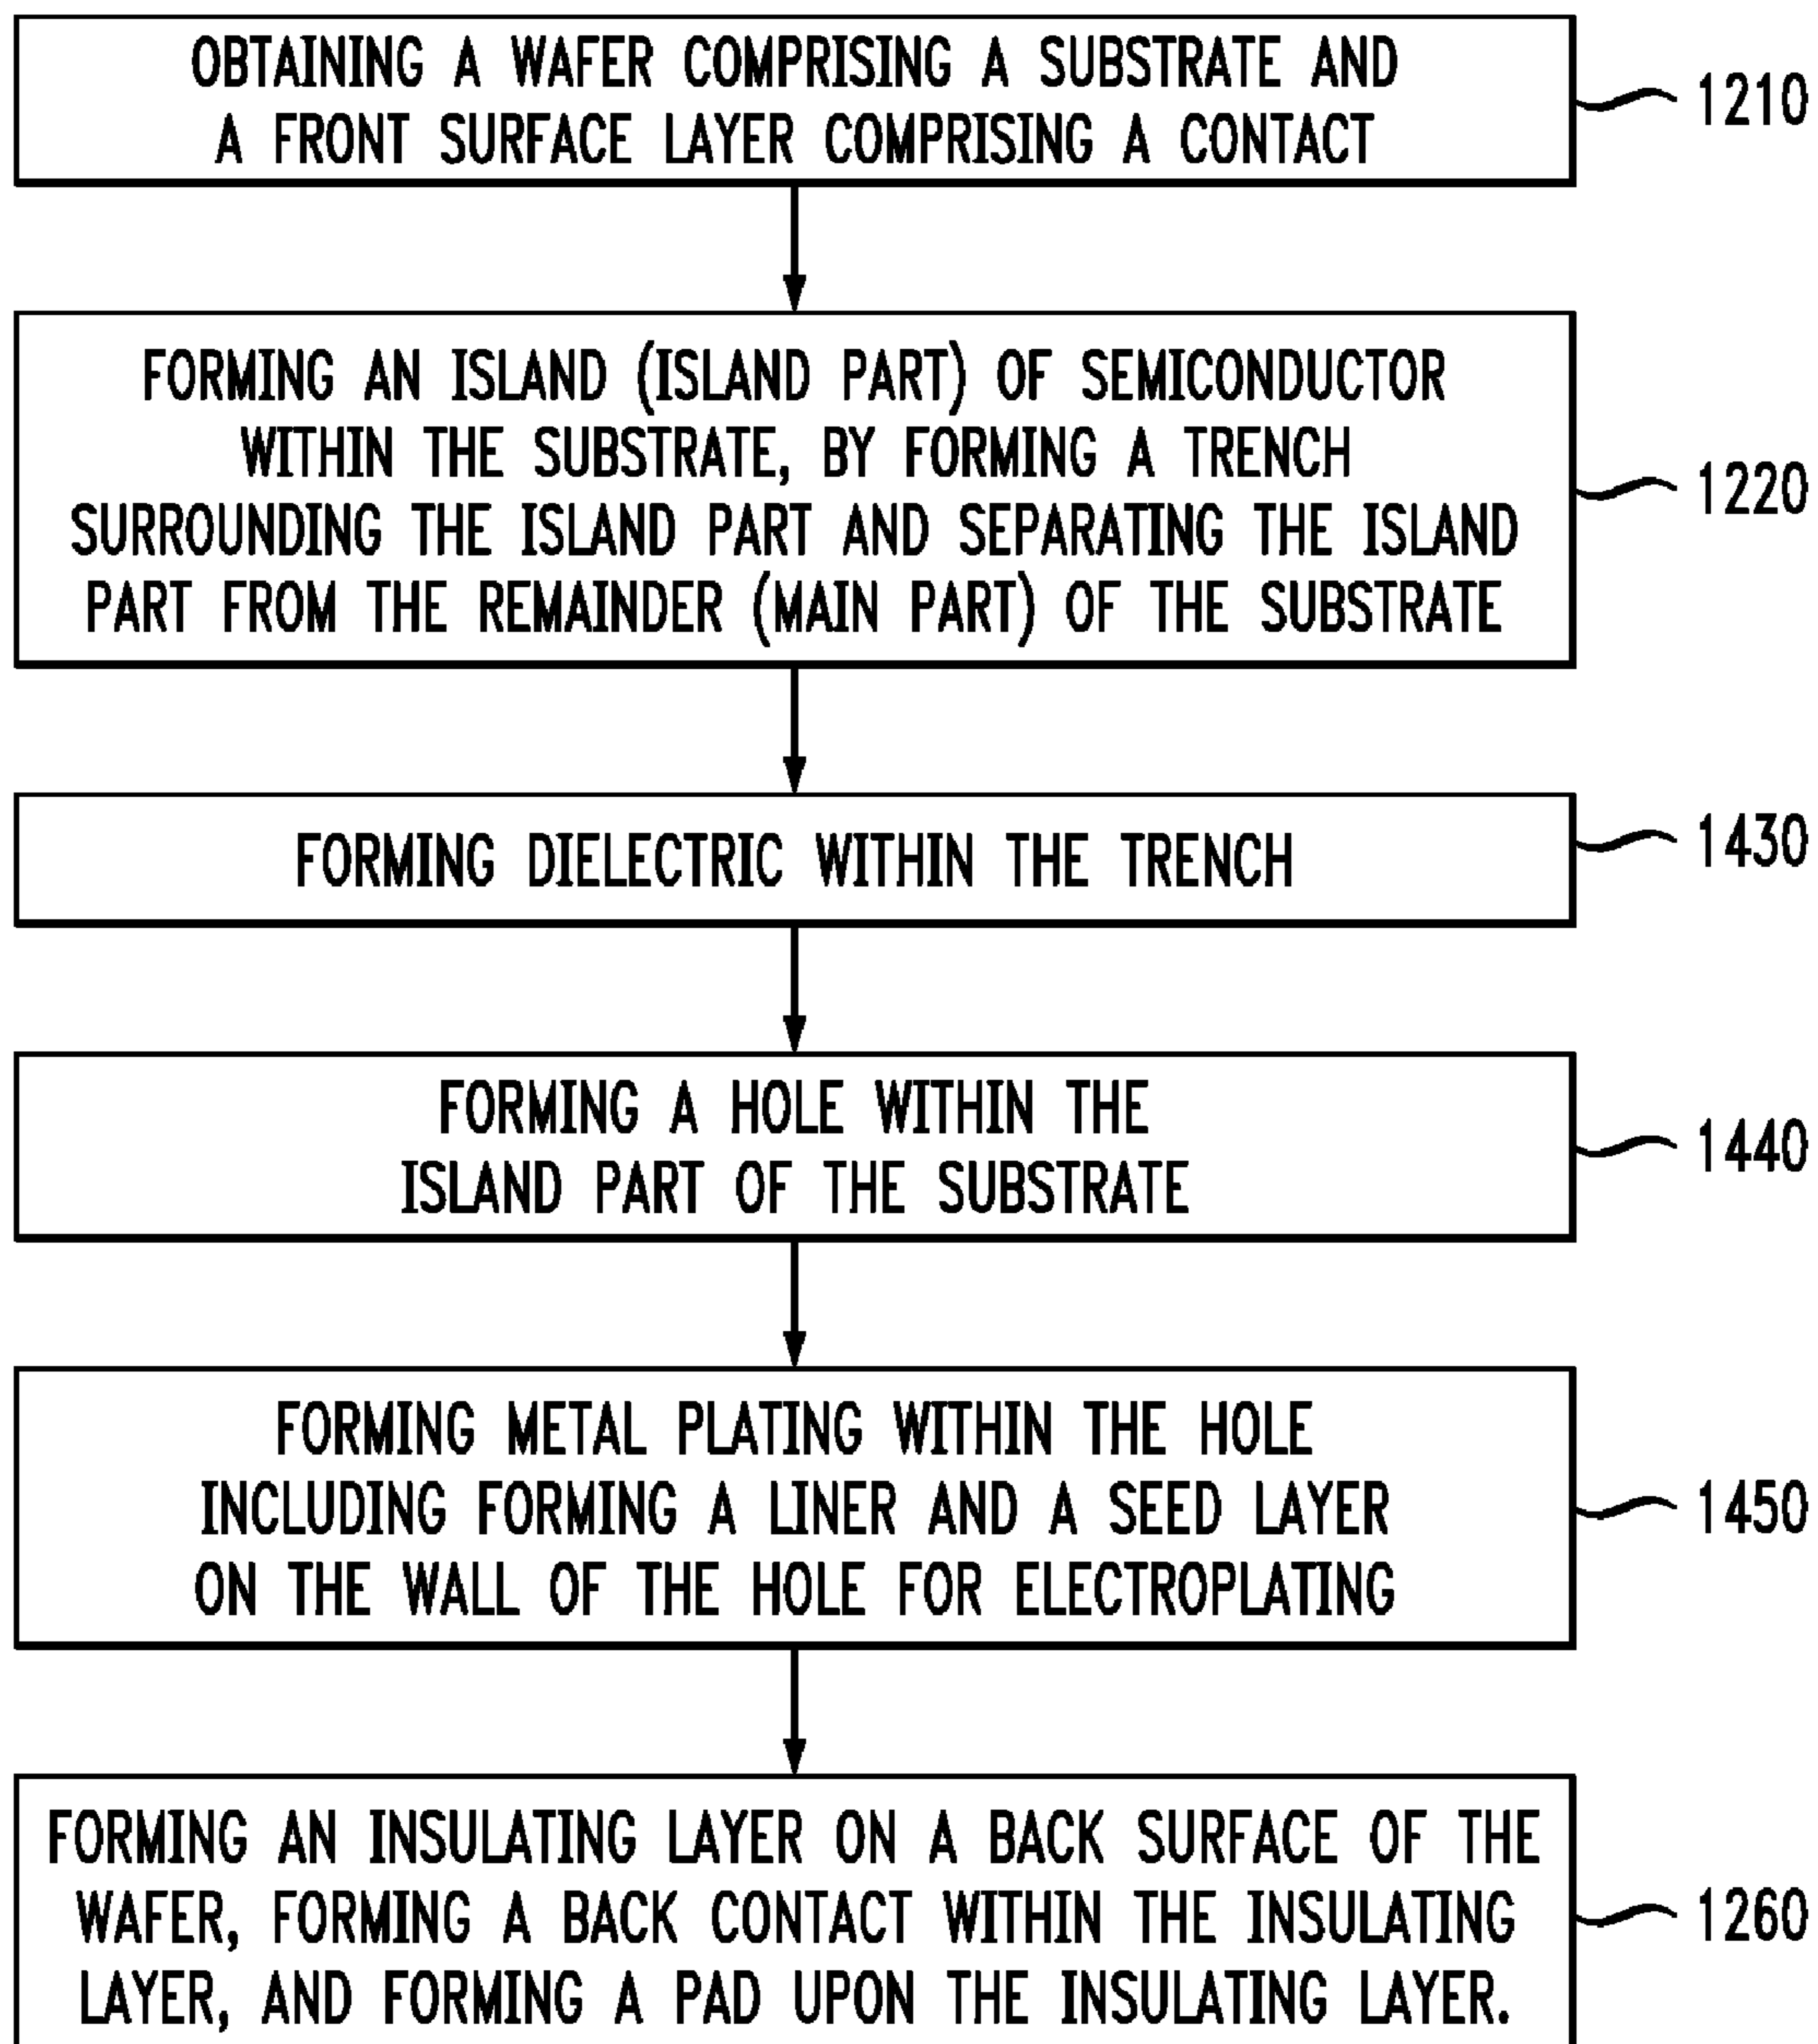 OBTAINING A WAFER COMPRISING A SUBSTRATE AND
A FRONT SURFACE LAYER COMPRISING A CONTACT
1210
FORMING AN ISLAND (ISLAND PART) OF SEMICONDUCTOR
WITHIN THE SUBSTRATE, BY FORMING A TRENCH
SURROUNDING THE ISLAND PART AND SEPARATING THE ISLAND
PART FROM THE REMAINDER (MAIN PART) OF THE SUBSTRATE
1220
FORMING DIELECTRIC WITHIN THE TRENCH
1430
FORMING A HOLE WITHIN THE
ISLAND PART OF THE SUBSTRATE
1440
FORMING METAL PLATING WITHIN THE HOLE
INCLUDING FORMING A LINER AND A SEED LAYER
ON THE WALL OF THE HOLE FOR ELECTROPLATING
1450
FORMING AN INSULATING LAYER ON A BACK SURFACE OF THE
WAFER, FORMING A BACK CONTACT WITHIN THE INSULATING
LAYER, AND FORMING A PAD UPON THE INSULATING LAYER.
1260